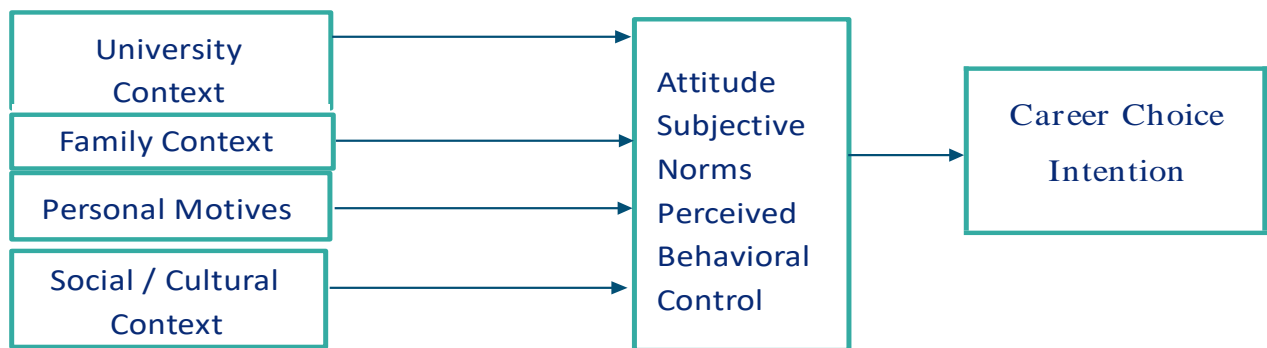 University
Context
Family Context
Personal Motives
Social / Cultural
Context
Attitude
Subjective
Norms
Perceived
Behavioral
Control
Career Choice
Intention